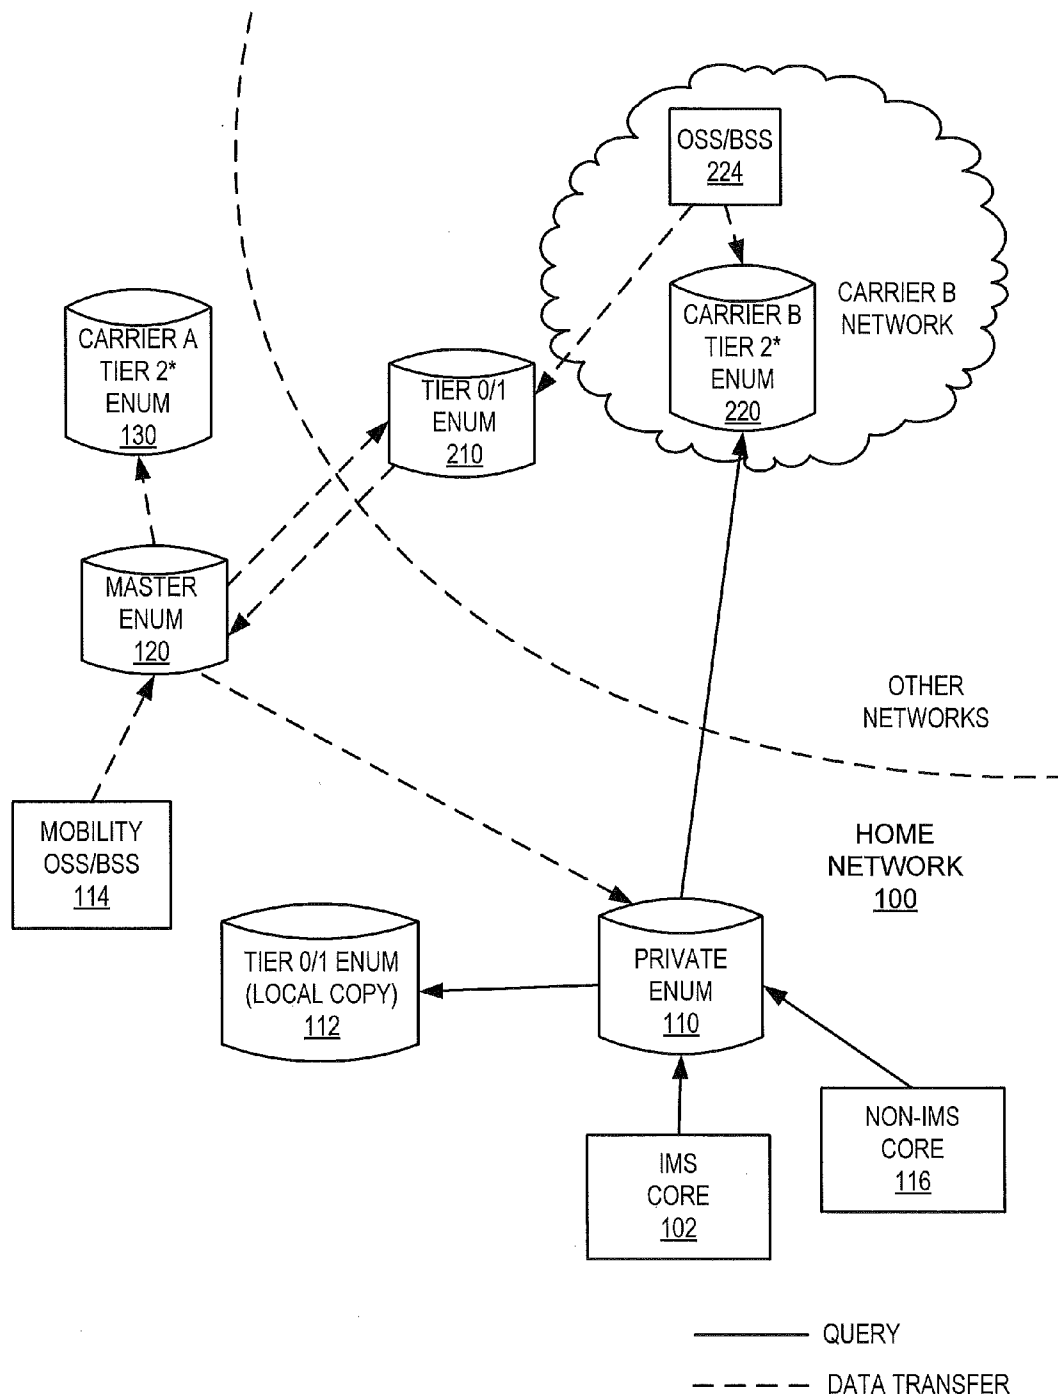 OSS/BSS
224
CARRIER B
NETWORK
CARRIER A
TIER 2*
ENUM
130
TIER 0/1
ENUM
210
CARRIER B
TIER 2*
ENUM
220
MASTER
ENUM
120
OTHER
NETWORKS
MOBILITY
OSS/BSS
114
HOME
NETWORK
100
TIER 0/1 ENUM
(LOCAL COPY)
112
PRIVATE
ENUM
110
NON-IMS
CORE
116
IMS
CORE
102
QUERY
DATA TRANSFER